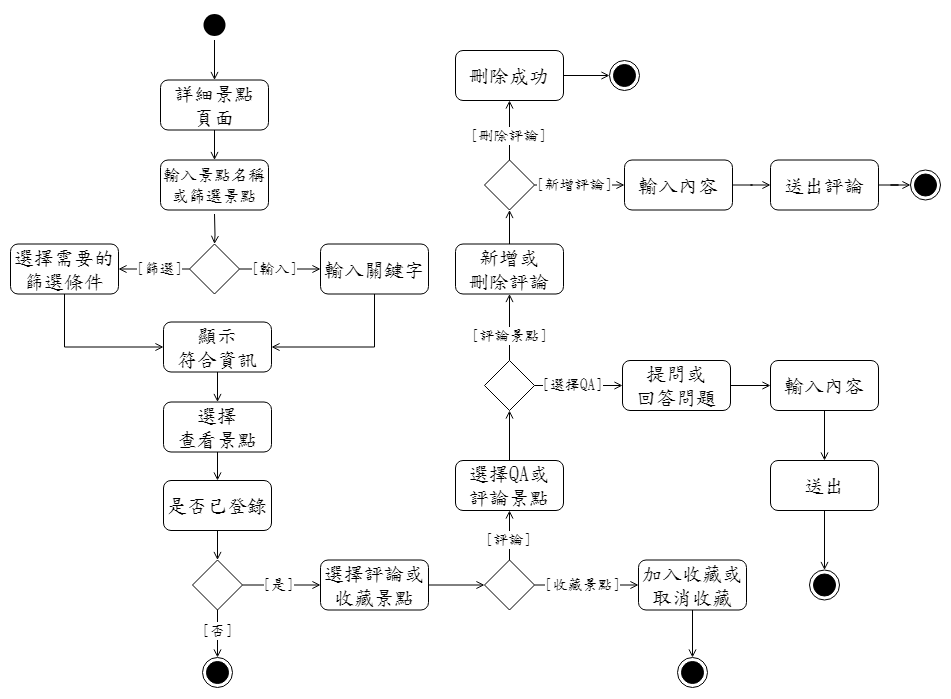 詳細景點
頁面
輸入景點名稱
或篩選景點
[篩選]
[輸入]
選擇需要的
篩選條件
輸入關鍵字
顯示
符合資訊
選擇
查看景點
是否已登錄
[是]
[否]
選擇評論或
收藏景點
[收藏景點]
加入收藏或
取消收藏
[評論]
選擇QA或
評論景點
[選擇QA]
提問或
回答問題
輸入內容
送出
[評論景點]
新增或
刪除評論
[新增評論]
輸入內容
送出評論
[刪除評論]
刪除成功